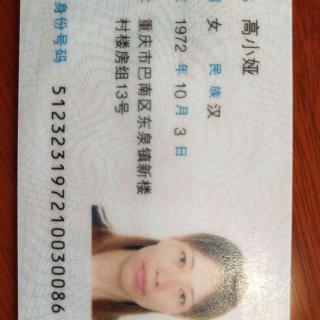 高小娅
女 民族 汉
1972 年 10 月 3 日
重庆市巴南区东泉镇新楼
村楼房组13号
身份号码 512323197210030086